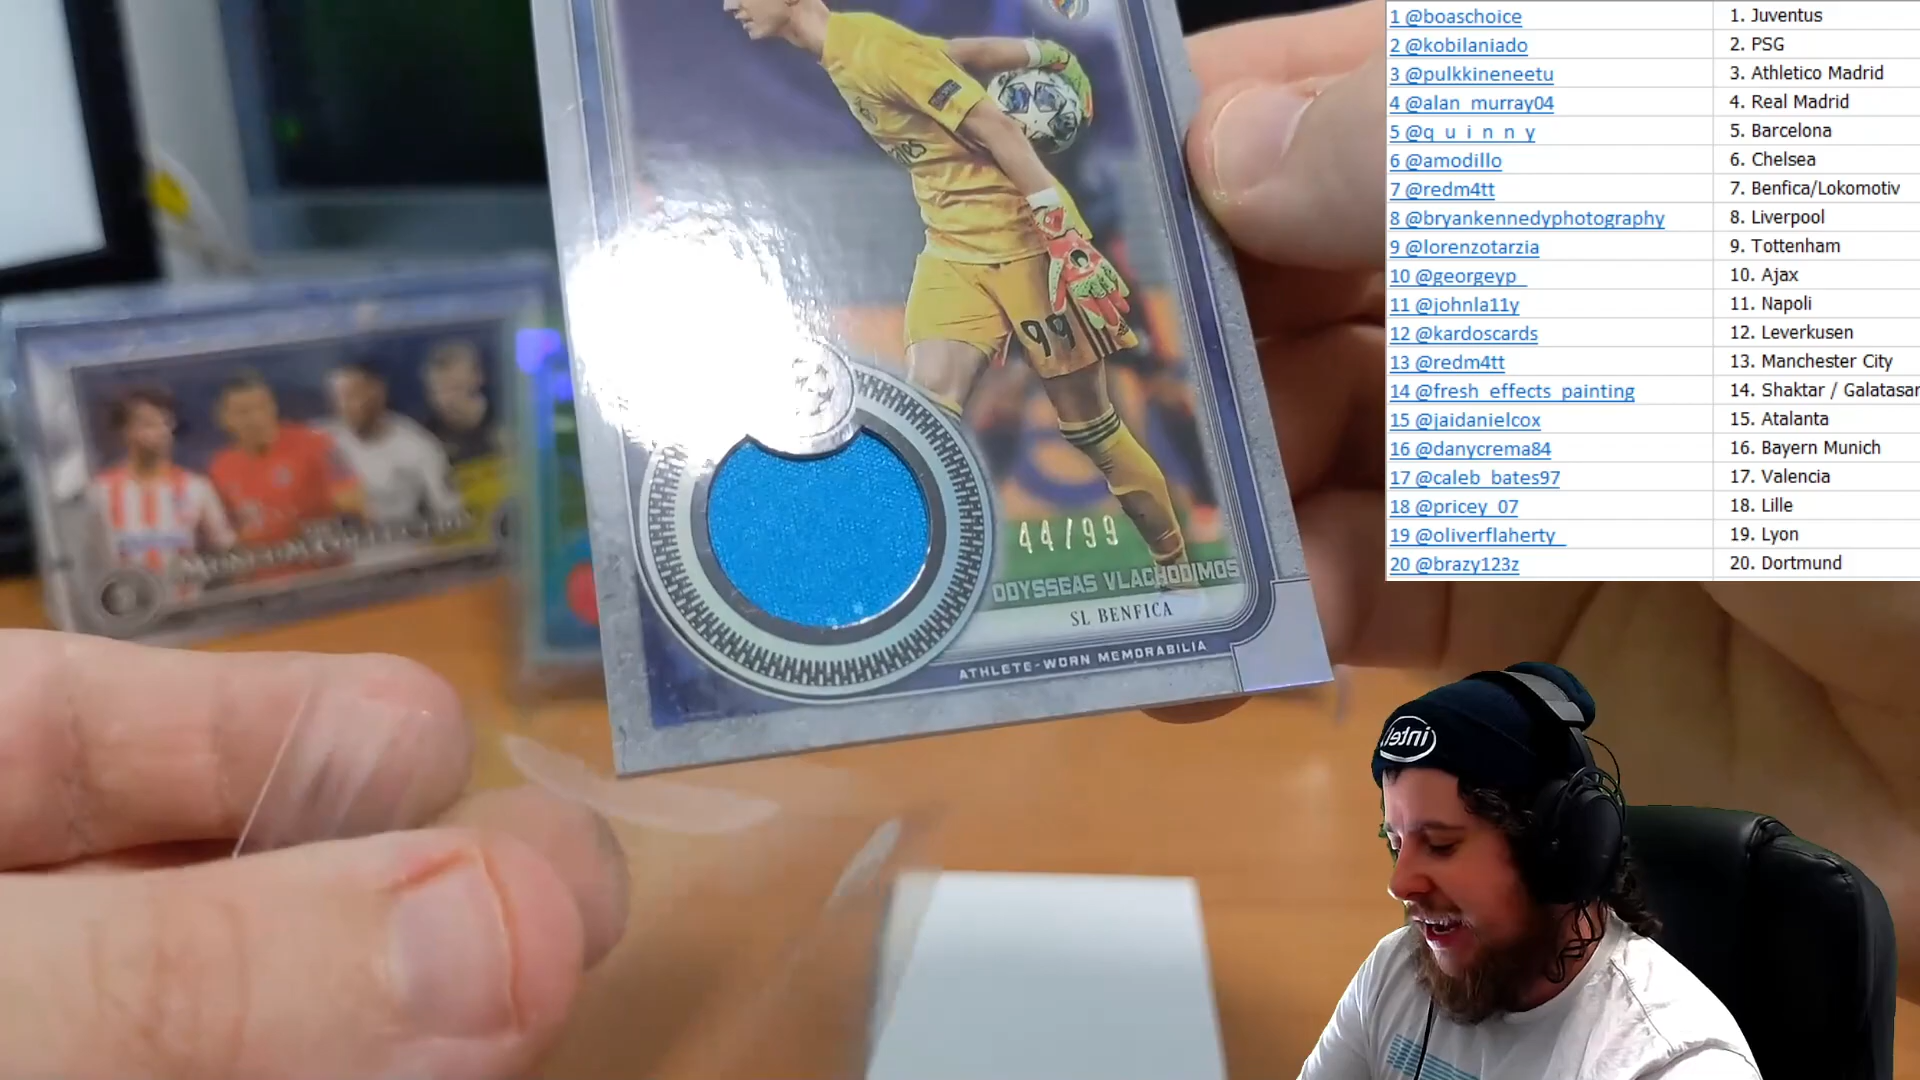 1 @boaschoice 1. Juventus
2 @kobilaniado 2. PSG
3 @pulkkineneetu 3. Athletico Madrid
4 @alan_murray04 4. Real Madrid
5 @q_u_i_n_n_y 5. Barcelona
6 @amodillo 6. Chelsea
7 @redm4tt 7. Benfica/Lokomotiv
8 @bryankennedyphotography 8. Liverpool
9 @lorenzotarzia 9. Tottenham
10 @georgeyp_ 10. Ajax
11 @johnla11y 11. Napoli
12 @kardoscards 12. Leverkusen
13 @redm4tt 13. Manchester City
14 @fresh_effects_painting 14. Shaktar / Galatasar
15 @jaidanielcox 15. Atalanta
16 @danycrema84 16. Bayern Munich
17 @caleb_bates97 17. Valencia
18 @pricey_07 18. Lille
19 @oliverflaherty_ 19. Lyon
20 @brazy123z 20. Dortmund
99
44/99
ODYSSEAS VLACHODIMOS
SL BENFICA
ATHLETE-WORN MEMORABILIA
MUSEUM COLLECTION
intel